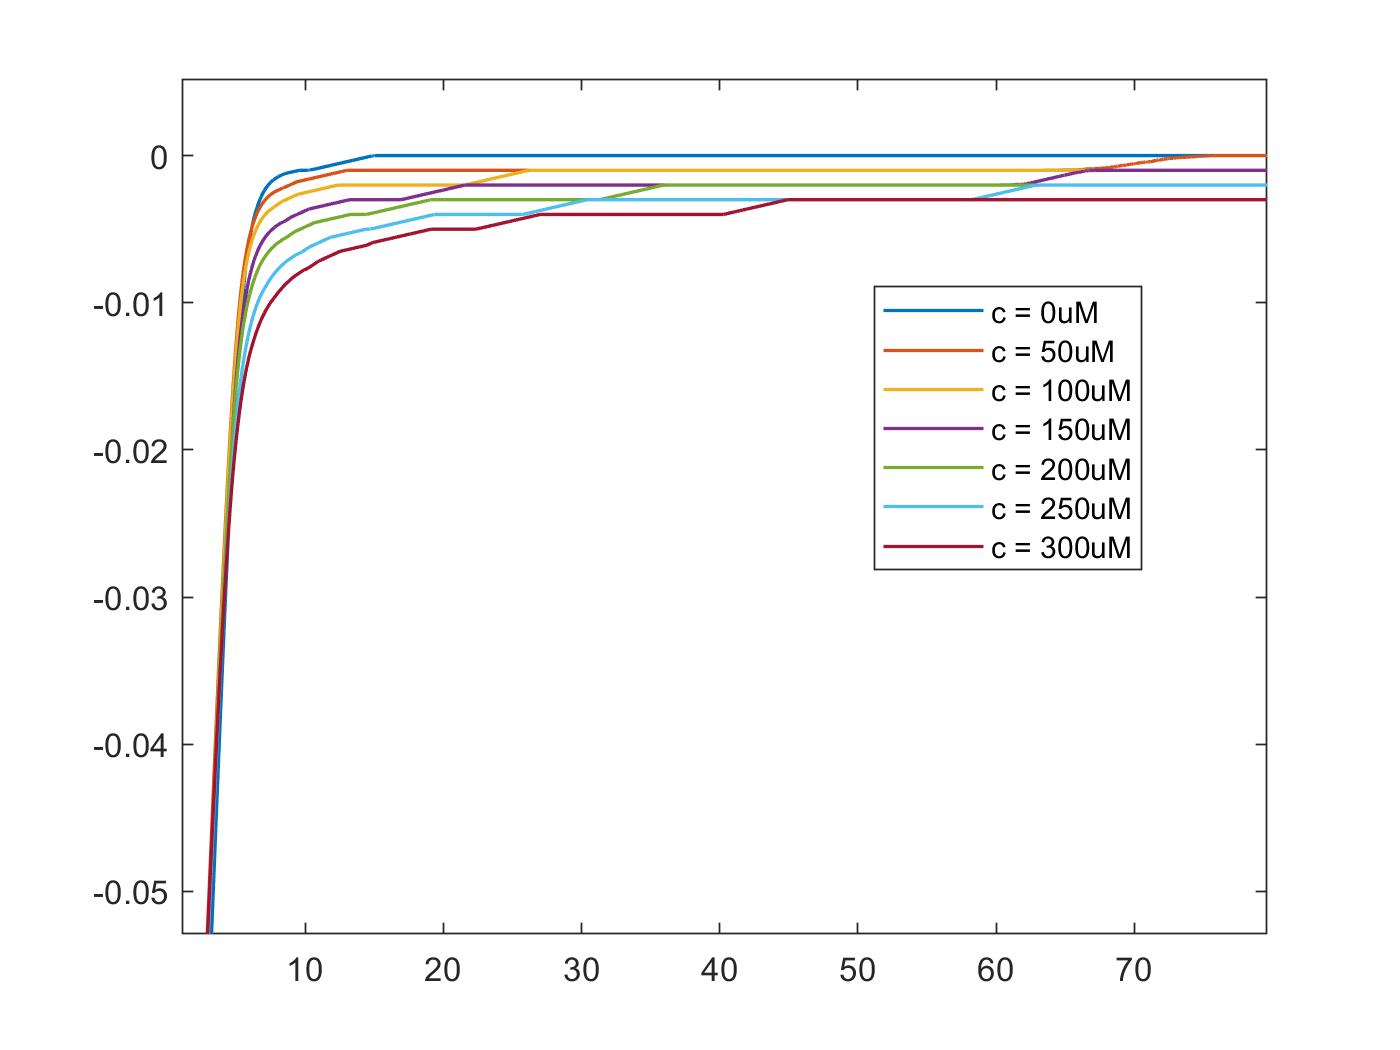 0
-0.01
-0.02
-0.03
-0.04
-0.05
10 20 30 40 50 60 70
c = 0uM
c = 50uM
c = 100uM
c = 150uM
c = 200uM
c = 250uM
c = 300uM